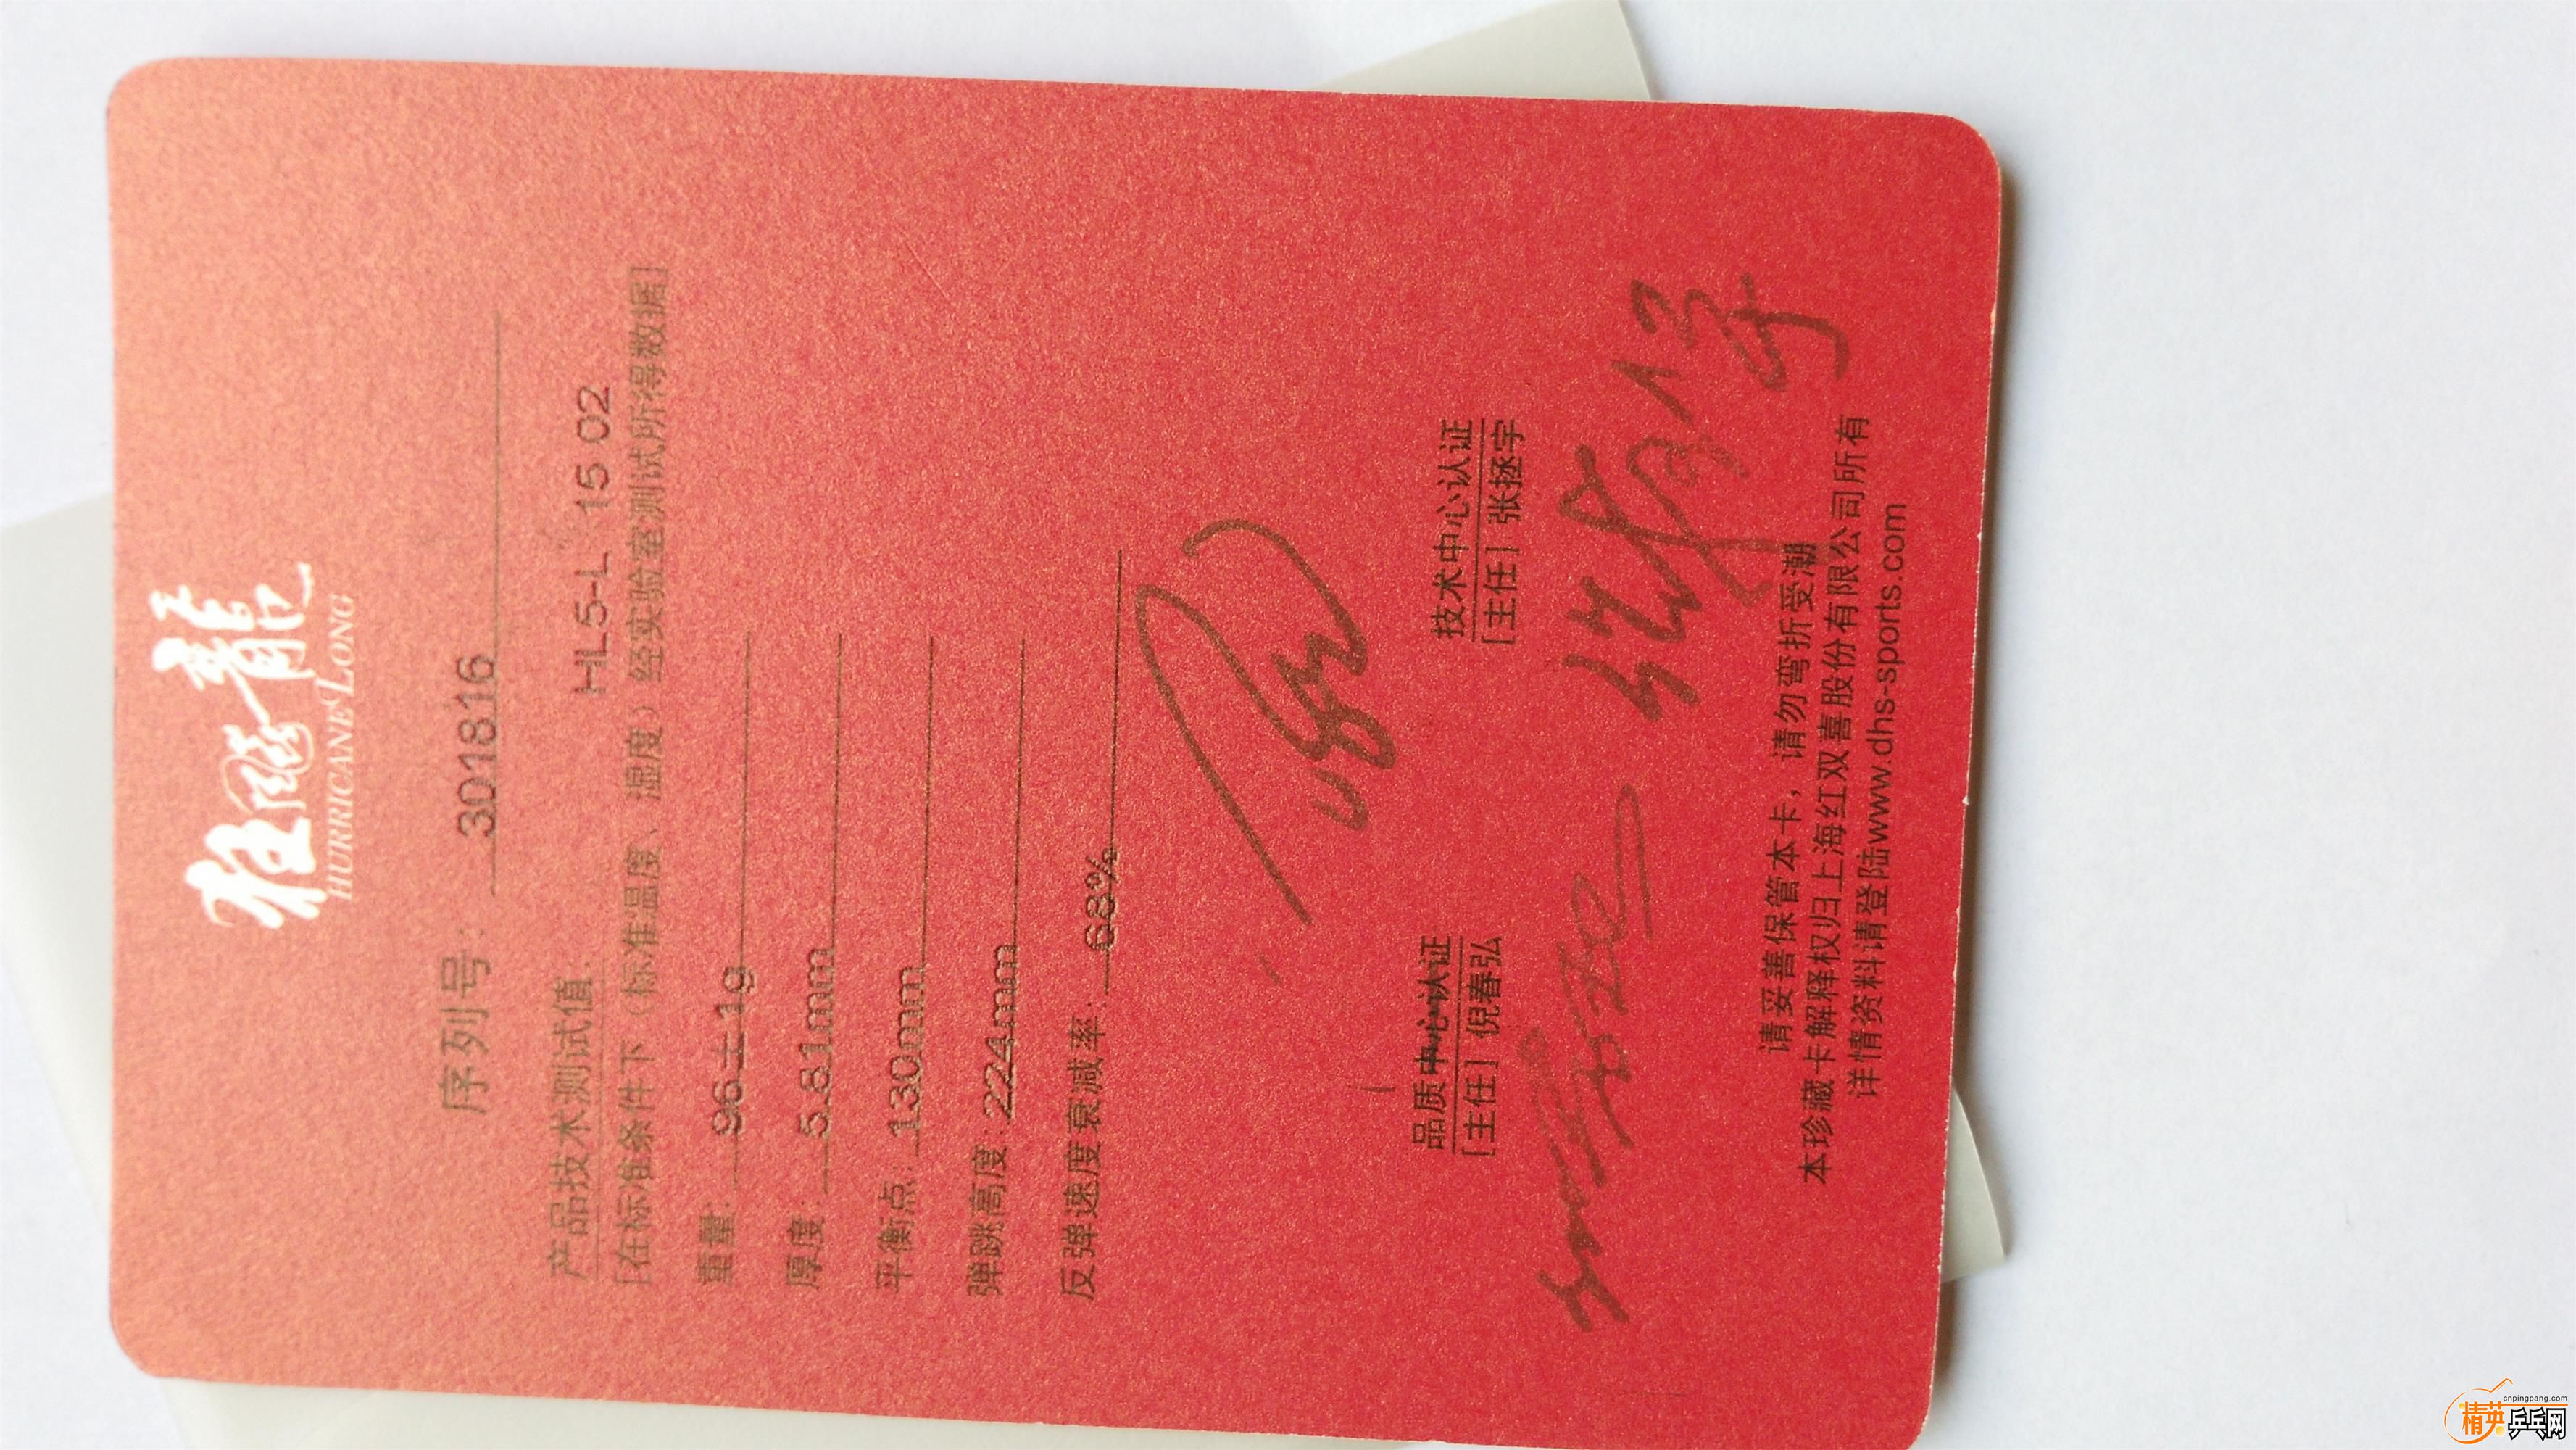 狂飚龍
HURRICANE LONG
序列号：301816
HL5-L 15 02
产品技术测试值：
[在标准条件下（标准温度、湿度）经实验室测试所得数据]
重量：96±1g
厚度：5.81mm
平衡点：130mm
弹跳高度：224mm
反弹速度衰减率：68%
品质中心认证
[主任] 倪春弘
技术中心认证
[主任] 张拯宇
请妥善保管本卡，请勿弯折受潮
本珍藏卡解释权归上海红双喜股份有限公司所有
详情资料请登陆www.dhs-sports.com
cnpingpang.com
精英乒乓网